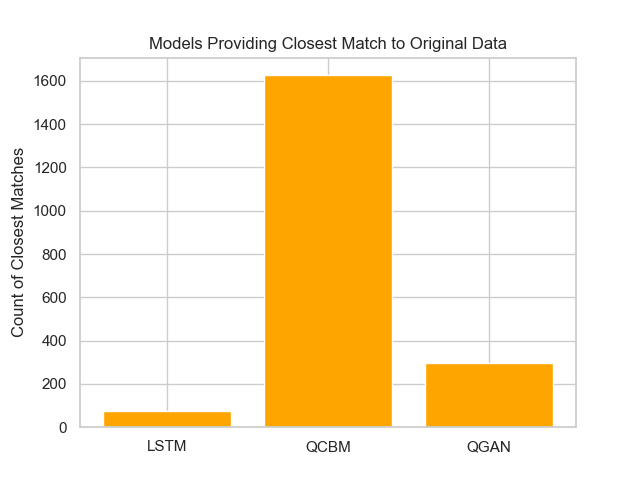 Models Providing Closest Match to Original Data
Count of Closest Matches
1600
1400
1200
1000
800
600
400
200
0
LSTM
QCBM
QGAN